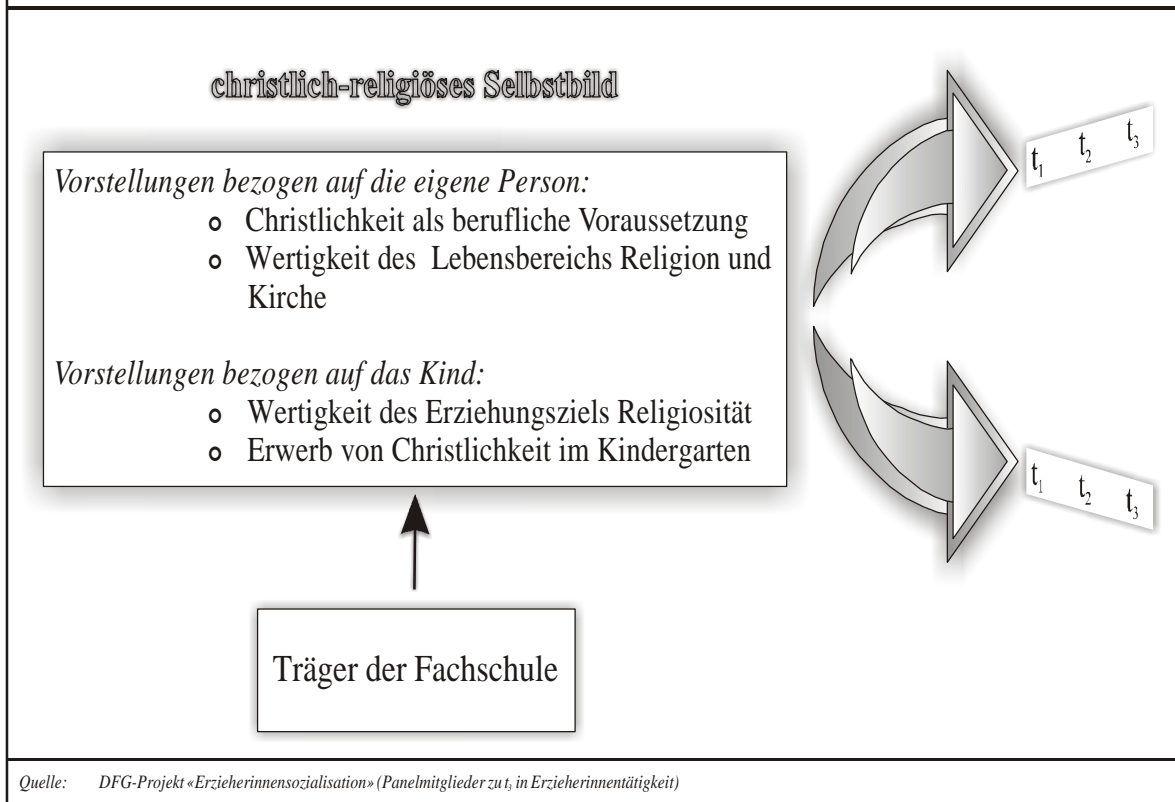 christlich-religiöses Selbstbild
Vorstellungen bezogen auf die eigene Person:
o Christlichkeit als berufliche Voraussetzung
o Wertigkeit des Lebensbereichs Religion und
Kirche
Vorstellungen bezogen auf das Kind:
o Wertigkeit des Erziehungsziels Religiosität
o Erwerb von Christlichkeit im Kindergarten
t₁ t₂ t₃
t₁ t₂ t₃
Träger der Fachschule
Quelle: DFG-Projekt «Erzieherinnensozialisation» (Panelmitglieder zu t₃ in Erzieherinnentätigkeit)